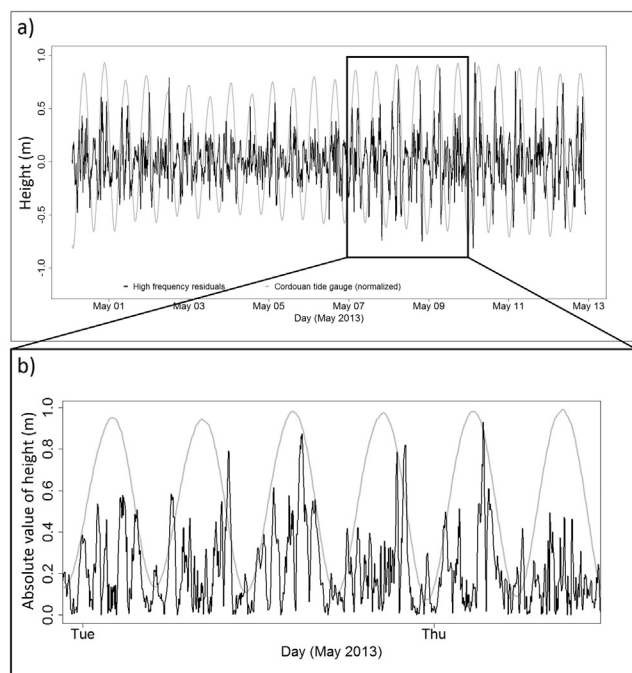 a)
Height (m)
1.0
0.5
0.0
-0.5
-1.0
High frequency residuals
Cordouan tide gauge (normalized)
May 01
May 03
May 05
May 07
May 09
May 11
May 13
Day (May 2013)
b)
Absolute value of height (m)
1.0
0.8
0.6
0.4
0.2
0.0
Tue
Thu
Day (May 2013)